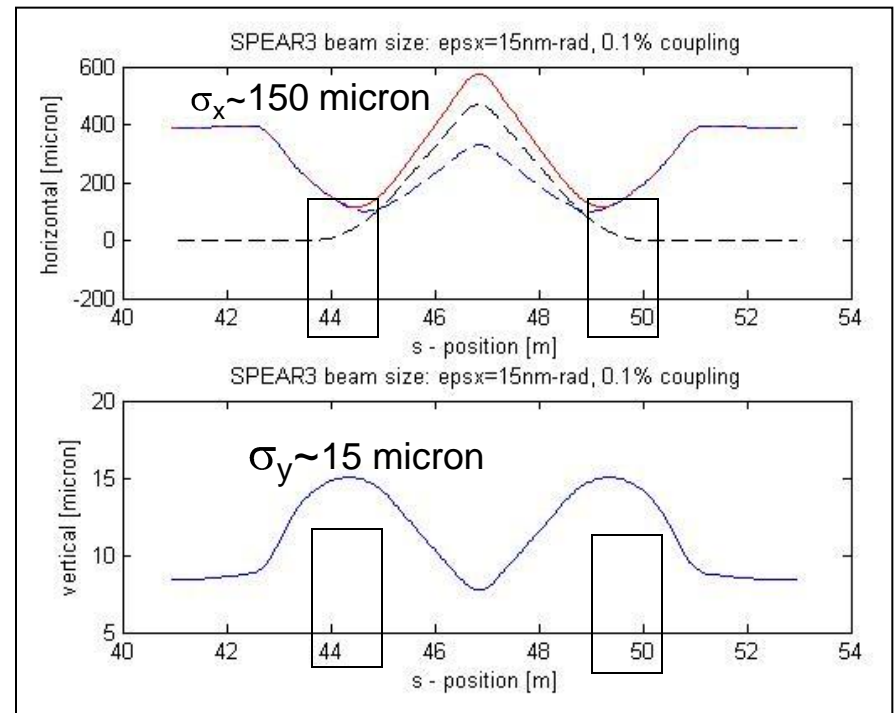 SPEAR3 beam size: epsx=15nm-rad, 0.1% coupling
600
σx~150 micron
400
200
0
-200
horizontal [micron]
40 42 44 46 48 50 52 54
s - position [m]
SPEAR3 beam size: epsx=15nm-rad, 0.1% coupling
20
σy~15 micron
15
10
5
vertical [micron]
40 42 44 46 48 50 52 54
s - position [m]